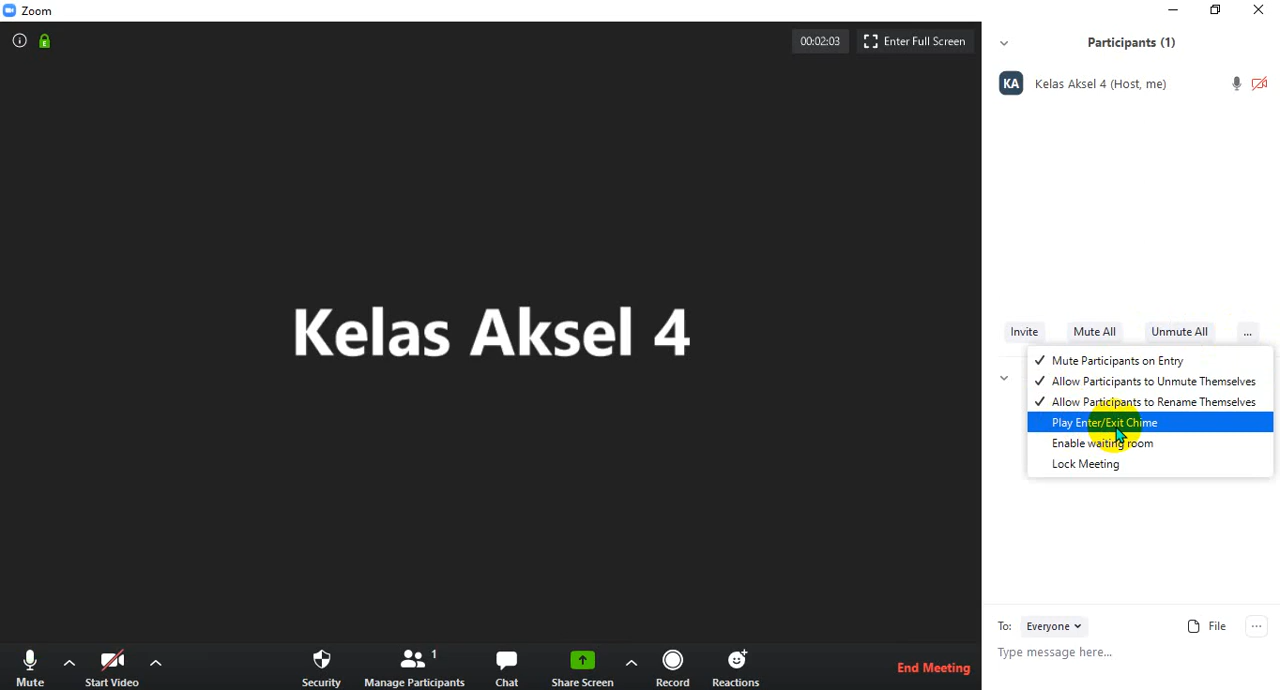 Zoom
00:02:03
Enter Full Screen
Participants (1)
KA
Kelas Aksel 4 (Host, me)
Kelas Aksel 4
Invite
Mute All
Unmute All
...
Mute Participants on Entry
Allow Participants to Unmute Themselves
Allow Participants to Rename Themselves
Play Enter/Exit Chime
Enable waiting room
Lock Meeting
To:
Everyone
File
...
Type message here...
Mute
Start Video
Security
1
Manage Participants
Chat
Share Screen
Record
Reactions
End Meeting